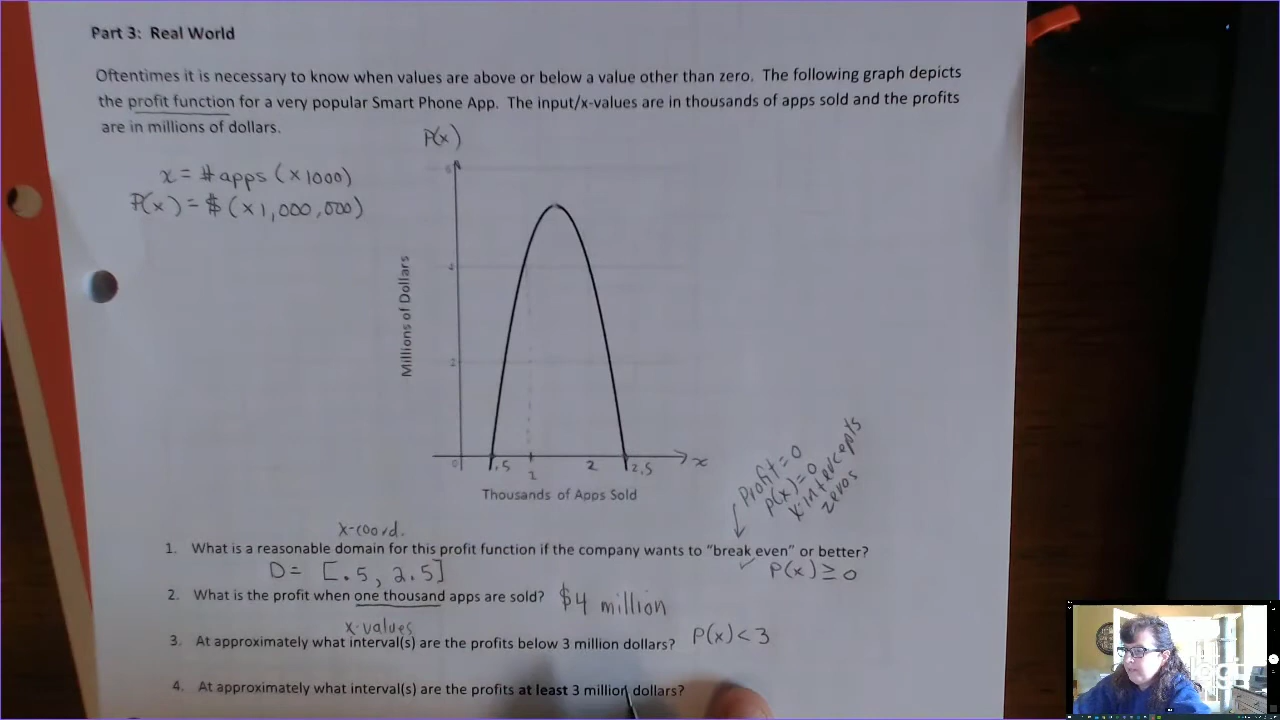 Part 3: Real World
Oftentimes it is necessary to know when values are above or below a value other than zero. The following graph depicts
the profit function for a very popular Smart Phone App. The input/x-values are in thousands of apps sold and the profits
are in millions of dollars.
P(x)
x = # apps (x 1000)
P(x) = $ (x 1,000,000)
6
4
Millions of Dollars
2
0
.5
1
2
2.5
x
Thousands of Apps Sold
Profit = 0
P(x) = 0
x-intercepts
zeros
x-coord.
1. What is a reasonable domain for this profit function if the company wants to “break even” or better?
D = [.5, 2.5]
P(x) ≥ 0
2. What is the profit when one thousand apps are sold? $4 million
x-values
3. At approximately what interval(s) are the profits below 3 million dollars? P(x) < 3
4. At approximately what interval(s) are the profits at least 3 million dollars?